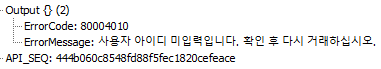 Output {} (2)
ErrorCode: 80004010
ErrorMessage: 사용자 아이디 미입력입니다. 확인 후 다시 거래하십시오.
API_SEQ: 444b060c8548fd88f5fec1820cefeace